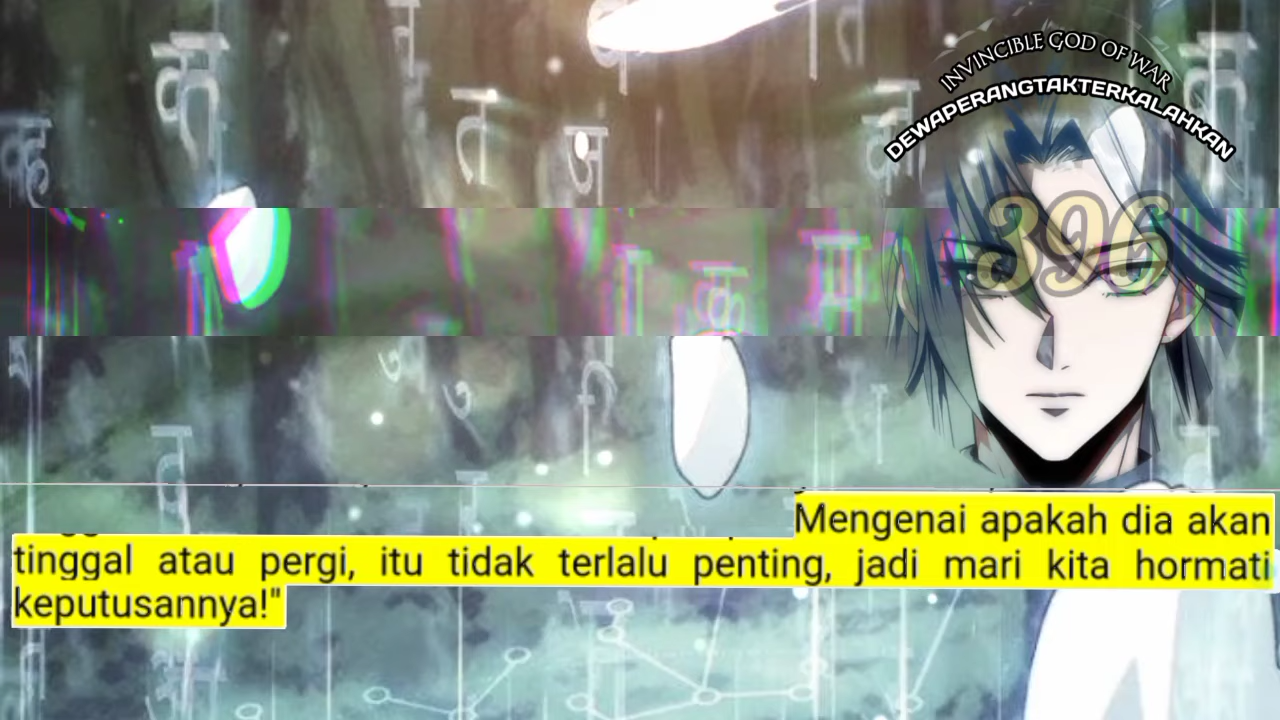 INVINCIBLE GOD OF WAR
DEWAPERANGTAKTERKALAHKAN
396
Mengenai apakah dia akan
tinggal atau pergi, itu tidak terlalu penting, jadi mari kita hormati
keputusannya!"